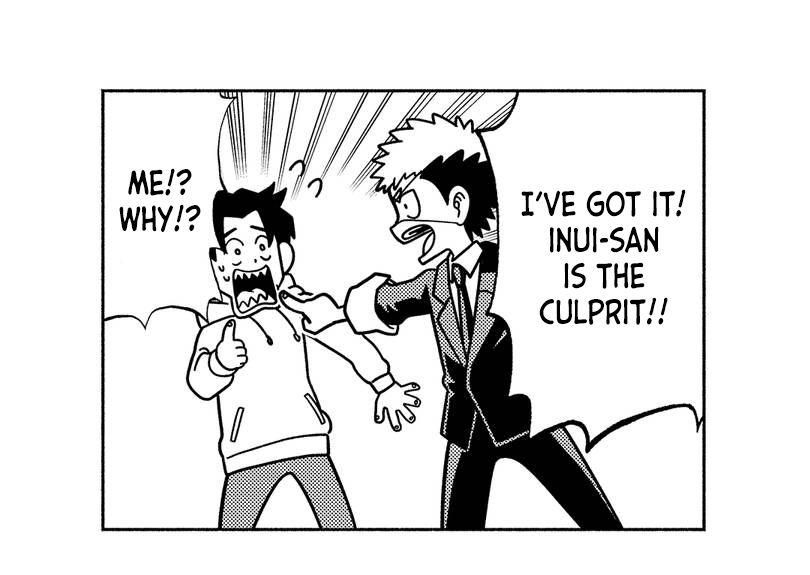 I'VE GOT IT!
INUI-SAN
IS THE
CULPRIT!!
ME!?
WHY!?